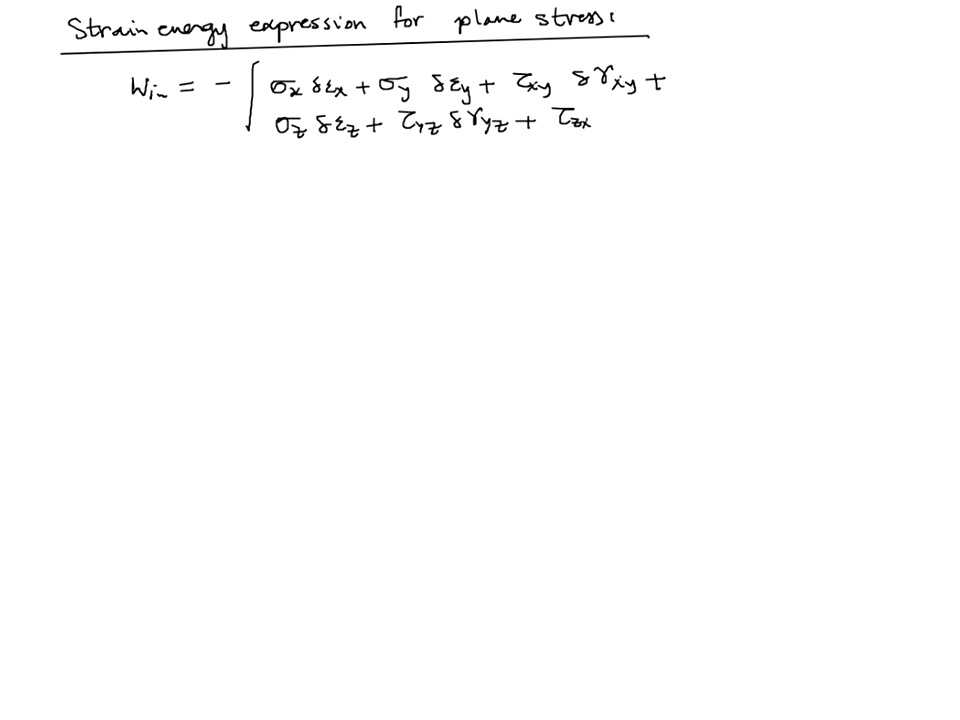 Strain energy expression for plane stress:
Win = - ∫ σx δεx + σy δεy + τxy δγxy +
σz δεz + τyz δγyz + τzx